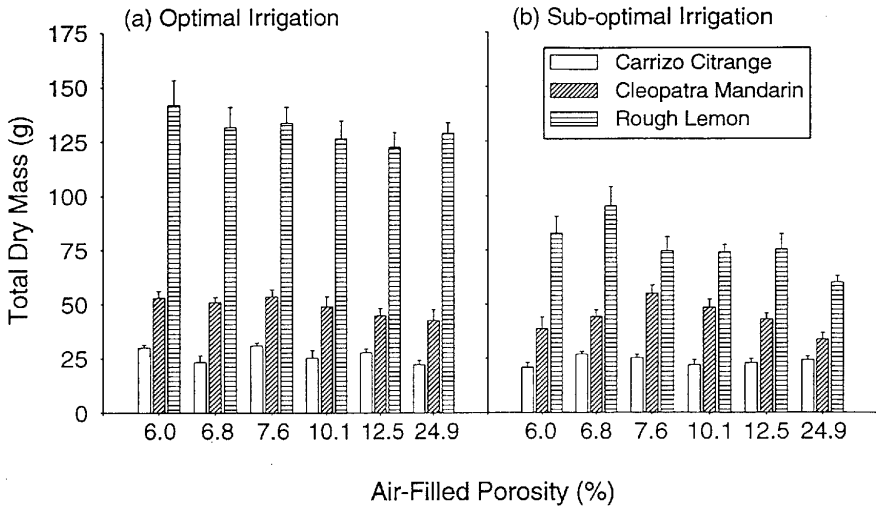 (a) Optimal Irrigation
(b) Sub-optimal Irrigation
Carrizo Citrange
Cleopatra Mandarin
Rough Lemon
Total Dry Mass (g)
175
150
125
100
75
50
25
0
6.0 6.8 7.6 10.1 12.5 24.9
6.0 6.8 7.6 10.1 12.5 24.9
Air-Filled Porosity (%)